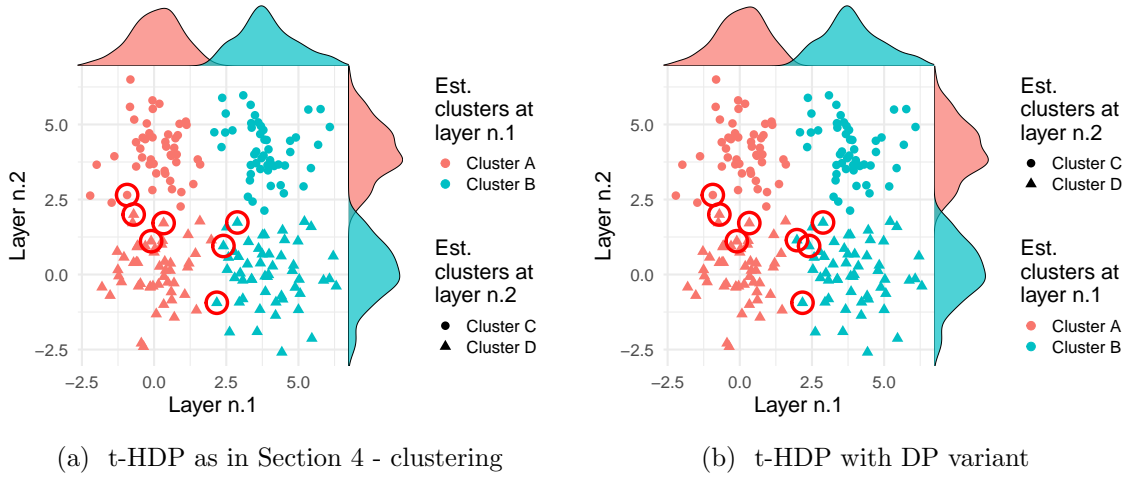 Est.
clusters at
layer n.1
Cluster A
Cluster B
Est.
clusters at
layer n.2
Cluster C
Cluster D
5.0
2.5
0.0
−2.5
Layer n.2
−2.5
0.0
2.5
5.0
Layer n.1
(a) t-HDP as in Section 4 - clustering
Est.
clusters at
layer n.2
Cluster C
Cluster D
Est.
clusters at
layer n.1
Cluster A
Cluster B
5.0
2.5
0.0
−2.5
Layer n.2
−2.5
0.0
2.5
5.0
Layer n.1
(b) t-HDP with DP variant